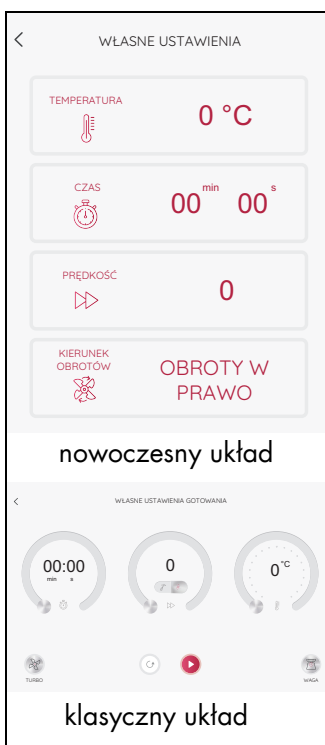 WŁASNE USTAWIENIA
TEMPERATURA
0 °C
CZAS
00 min 00 s
PRĘDKOŚĆ
0
KIERUNEK
OBROTÓW
OBROTY W
PRAWO
nowoczesny układ
WŁASNE USTAWIENIA GOTOWANIA
00:00
min s
0
0 °C
TURBO
WAGA
klasyczny układ